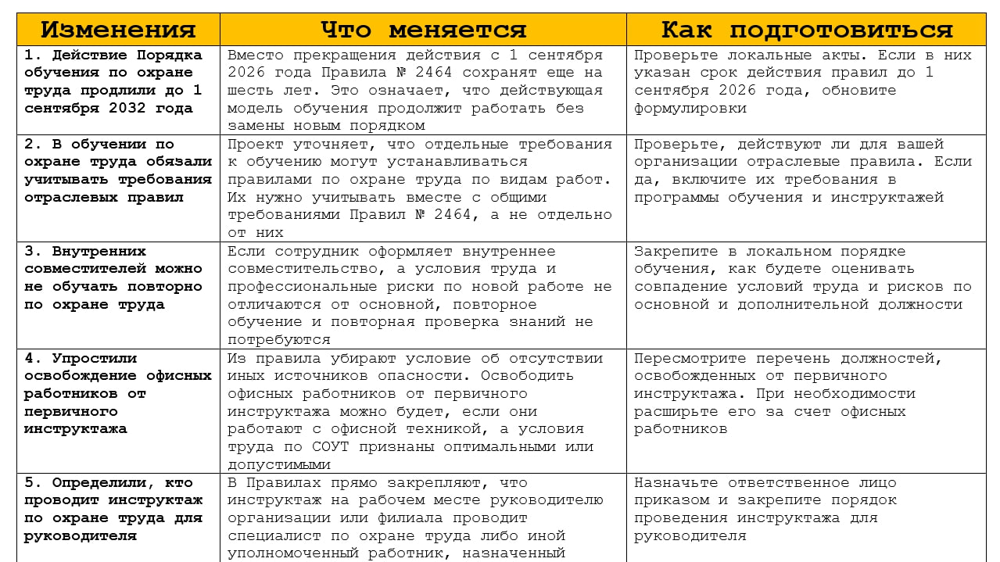 Изменения
Что меняется
Как подготовиться
1. Действие Порядка
обучения по охране
труда продлили до 1
сентября 2032 года
Вместо прекращения действия с 1 сентября
2026 года Правила № 2464 сохранят еще на
шесть лет. Это означает, что действующая
модель обучения продолжит работать без
замены новым порядком
Проверьте локальные акты. Если в них
указан срок действия правил до 1
сентября 2026 года, обновите
формулировки
2. В обучении по
охране труда обязали
учитывать требования
отраслевых правил
Проект уточняет, что отдельные требования
к обучению могут устанавливаться
правилами по охране труда по видам работ.
Их нужно учитывать вместе с общими
требованиями Правил № 2464, а не отдельно
от них
Проверьте, действуют ли для вашей
организации отраслевые правила. Если
да, включите их требования в
программы обучения и инструктажей
3. Внутренних
совместителей можно
не обучать повторно
по охране труда
Если сотрудник оформляет внутреннее
совместительство, а условия труда и
профессиональные риски по новой работе не
отличаются от основной, повторное
обучение и повторная проверка знаний не
потребуются
Закрепите в локальном порядке
обучения, как будете оценивать
совпадение условий труда и рисков по
основной и дополнительной должности
4. Упростили
освобождение офисных
работников от
первичного
инструктажа
Из правила убирают условие об отсутствии
иных источников опасности. Освободить
офисных работников от первичного
инструктажа можно будет, если они
работают с офисной техникой, а условия
труда по СОУТ признаны оптимальными или
допустимыми
Пересмотрите перечень должностей,
освобожденных от первичного
инструктажа. При необходимости
расширьте его за счет офисных
работников
5. Определили, кто
проводит инструктаж
по охране труда для
руководителя
В Правилах прямо закрепляют, что
инструктаж на рабочем месте руководителю
организации или филиала проводит
специалист по охране труда либо иной
уполномоченный работник, назначенный
Назначьте ответственное лицо
приказом и закрепите порядок
проведения инструктажа для
руководителя